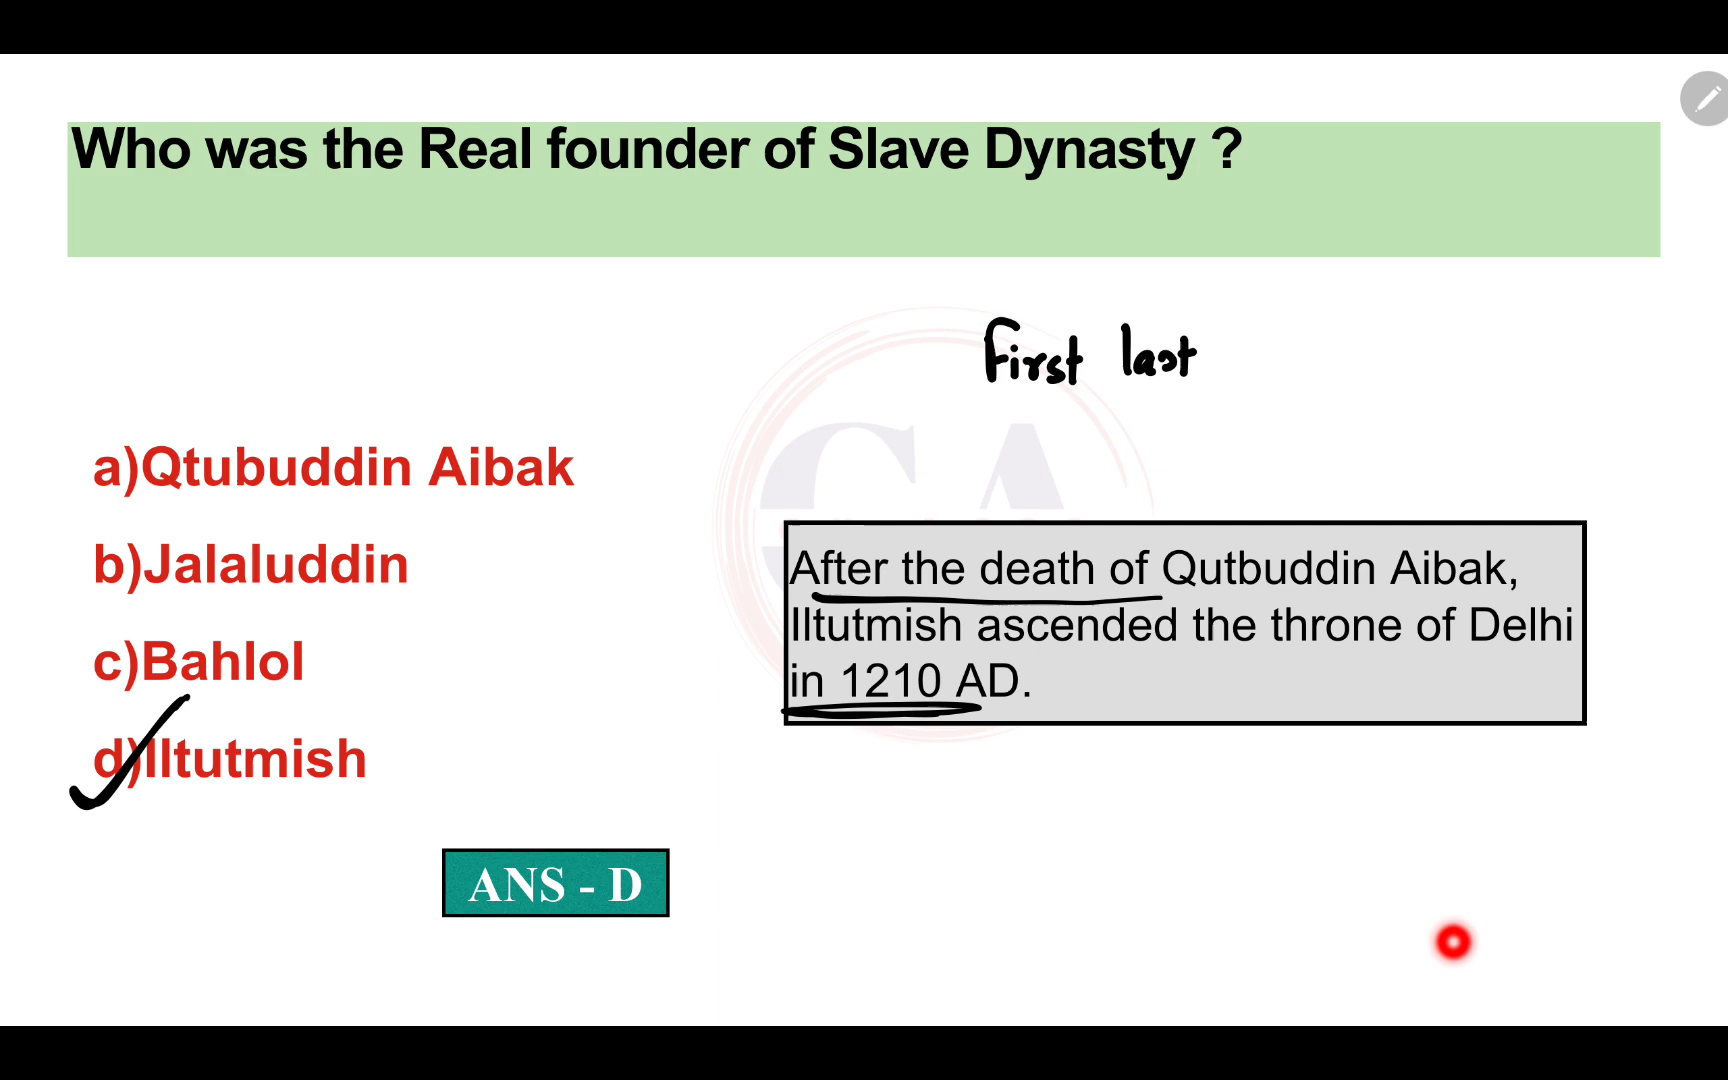 Who was the Real founder of Slave Dynasty ?
First last
a)Qtubuddin Aibak
b)Jalaluddin
c)Bahlol
d)Iltutmish
After the death of Qutbuddin Aibak,
Iltutmish ascended the throne of Delhi
in 1210 AD.
ANS - D